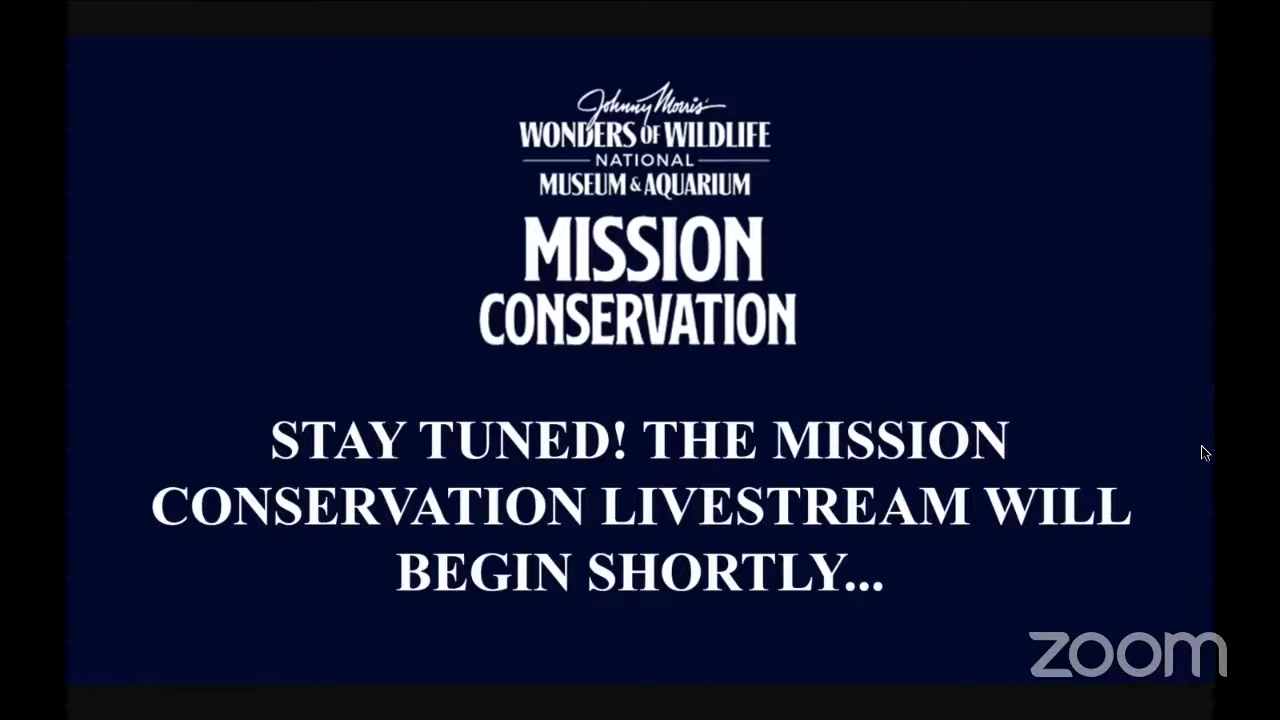 Johnny Morris'
WONDERS OF WILDLIFE
NATIONAL
MUSEUM & AQUARIUM
MISSION
CONSERVATION
STAY TUNED! THE MISSION
CONSERVATION LIVESTREAM WILL
BEGIN SHORTLY...
zoom